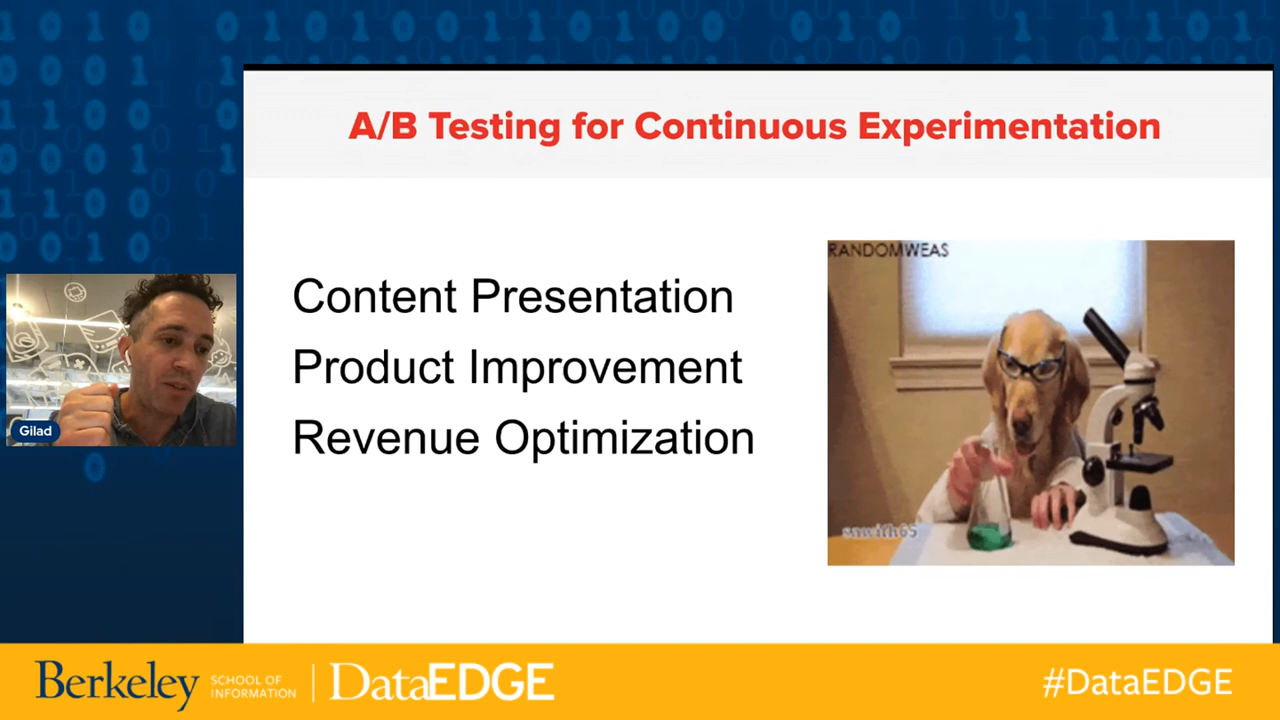 A/B Testing for Continuous Experimentation
Content Presentation
Product Improvement
Revenue Optimization
RANDOMWEAS
Gilad
Berkeley
SCHOOL OF
INFORMATION
DataEDGE
#DataEDGE